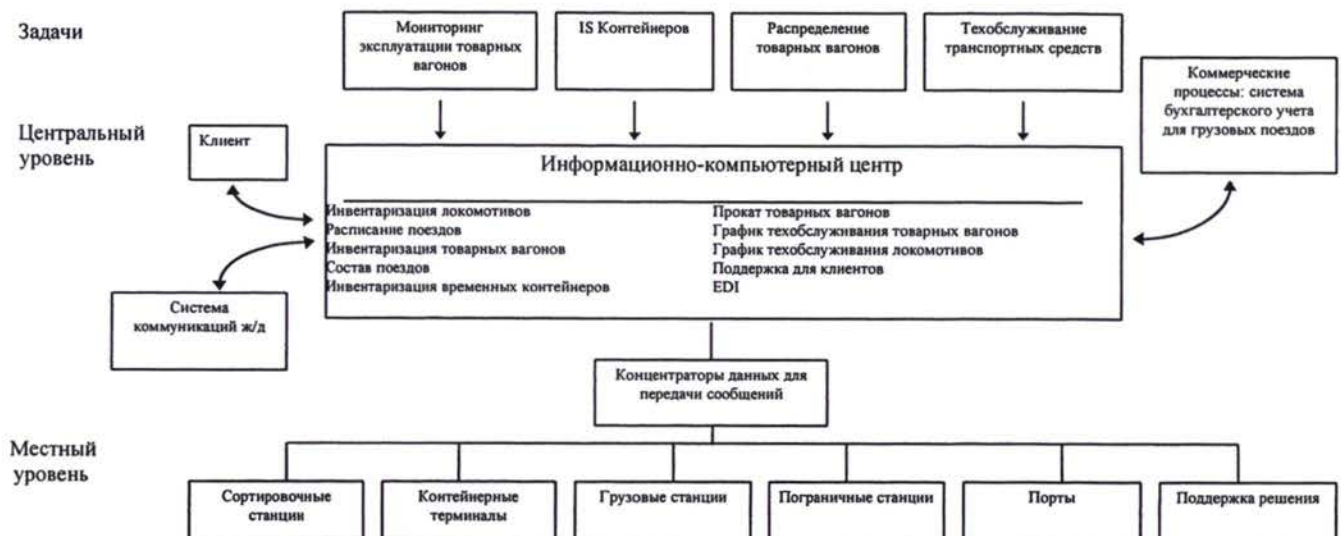 Задачи
Мониторинг
эксплуатации товарных
вагонов
IS Контейнеров
Распределение
товарных вагонов
Техобслуживание
транспортных средств
Коммерческие
процессы: система
бухгалтерского учета
для грузовых поездов
Центральный
уровень
Клиент
Информационно-компьютерный центр
Инвентаризация локомотивов
Расписание поездов
Инвентаризация товарных вагонов
Состав поездов
Инвентаризация временных контейнеров
Прокат товарных вагонов
График техобслуживания товарных вагонов
График техобслуживания локомотивов
Поддержка для клиентов
EDI
Система
коммуникаций ж/д
Концентраторы данных для
передачи сообщений
Местный
уровень
Сортировочные
станции
Контейнерные
терминалы
Грузовые станции
Пограничные станции
Порты
Поддержка решения